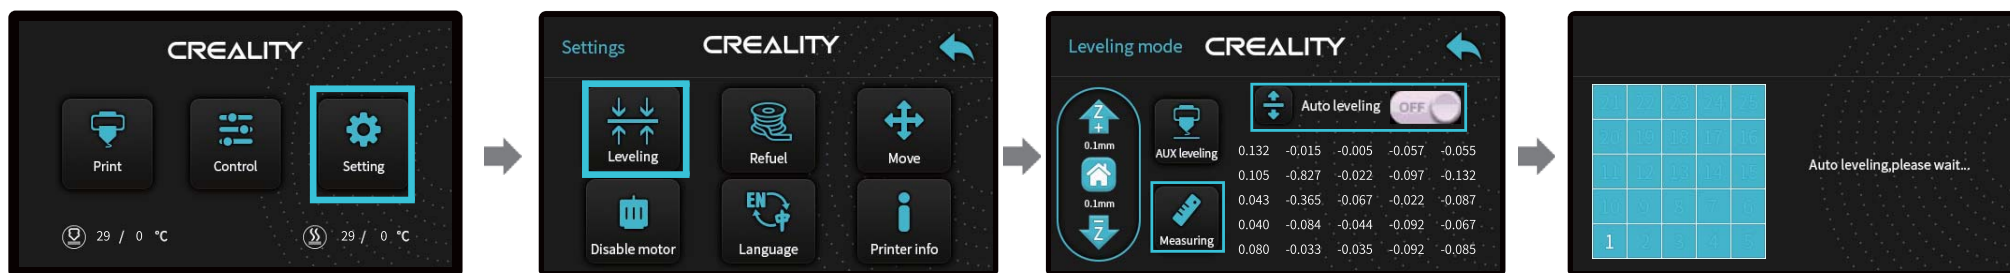 CREALITY
Print
Control
Setting
29 / 0 °C
29 / 0 °C
Settings
CREALITY
Leveling
Refuel
Move
EN
中
Disable motor
Language
Printer info
Leveling mode
CREALITY
Z
+
0.1mm
0.1mm
Z
AUX leveling
Measuring
Auto leveling
OFF
0.132 -0.015 -0.005 -0.057 -0.055
0.105 -0.827 -0.022 -0.097 -0.132
0.043 -0.365 -0.067 -0.022 -0.087
0.040 -0.084 -0.044 -0.092 -0.067
0.080 -0.033 -0.035 -0.092 -0.085
1
Auto leveling,please wait...